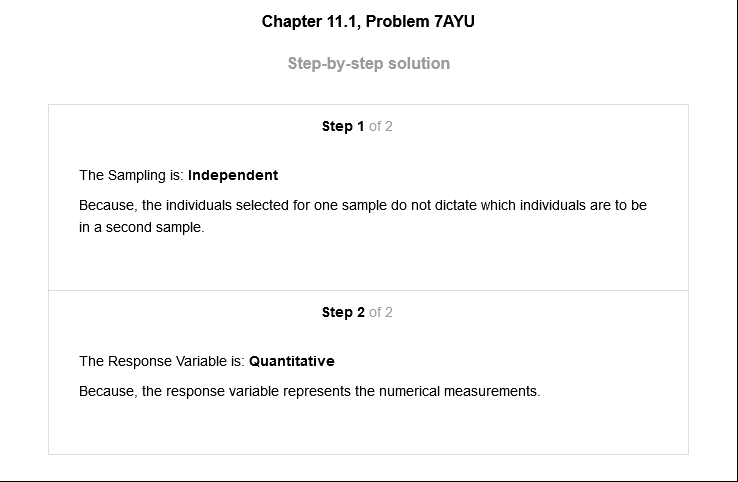 Chapter 11.1, Problem 7AYU
Step-by-step solution
Step 1 of 2
The Sampling is: Independent
Because, the individuals selected for one sample do not dictate which individuals are to be
in a second sample.
Step 2 of 2
The Response Variable is: Quantitative
Because, the response variable represents the numerical measurements.